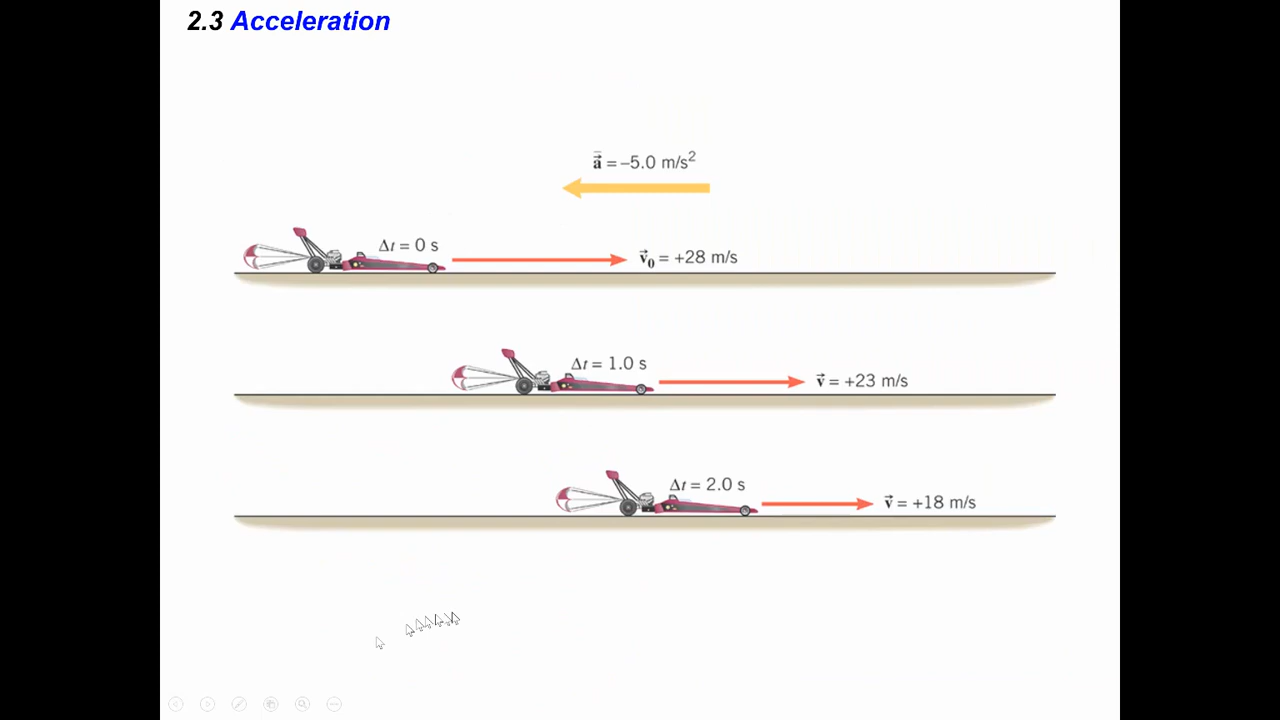 2.3 Acceleration
a⃗̄ = –5.0 m/s²
Δt = 0 s
v⃗₀ = +28 m/s
Δt = 1.0 s
v⃗ = +23 m/s
Δt = 2.0 s
v⃗ = +18 m/s